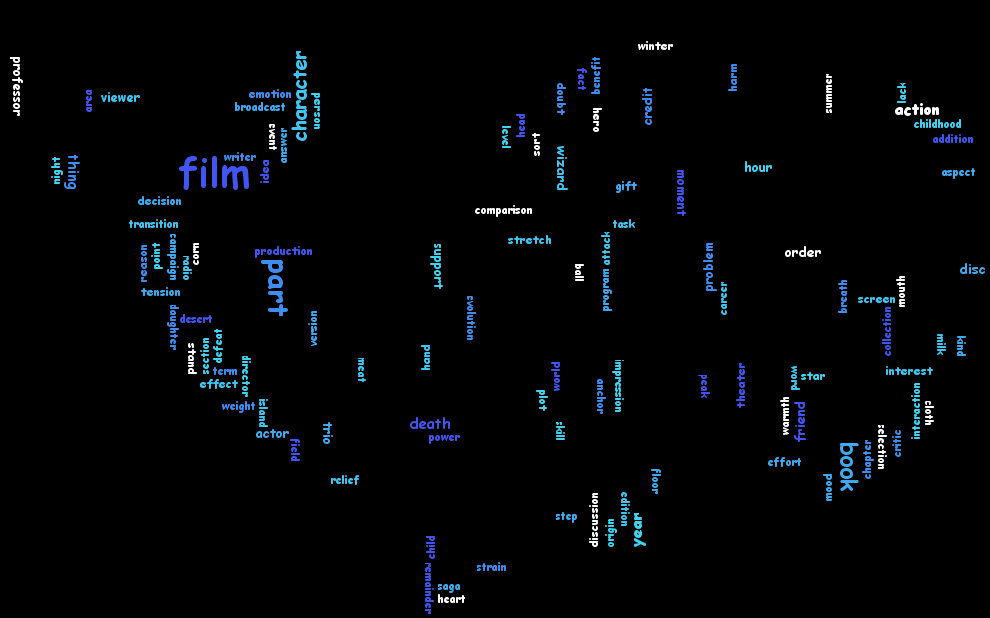 winter
professor
character
fact
benefit
harm
summer
lack
area
viewer
emotion
broadcast
person
doubt
credit
hero
action
childhood
addition
event
answer
level
head
sort
wizard
night
thing
film
writer
idea
gift
moment
hour
aspect
decision
comparison
transition
task
stretch
reason
point
campaign
radio
corn
production
part
support
ball
program
attack
problem
career
order
disc
tension
evolution
breath
screen
mouth
collection
daughter
desert
version
stand
section
defeat
term
effect
director
meat
pony
world
plot
impression
anchor
peak
theater
word
star
interest
milk
kind
weight
island
actor
field
trio
death
power
skill
warmth
friend
interaction
cloth
selection
critic
chapter
book
effort
mood
relief
floor
step
discussion
origin
edition
year
child
strain
remainder
saga
heart